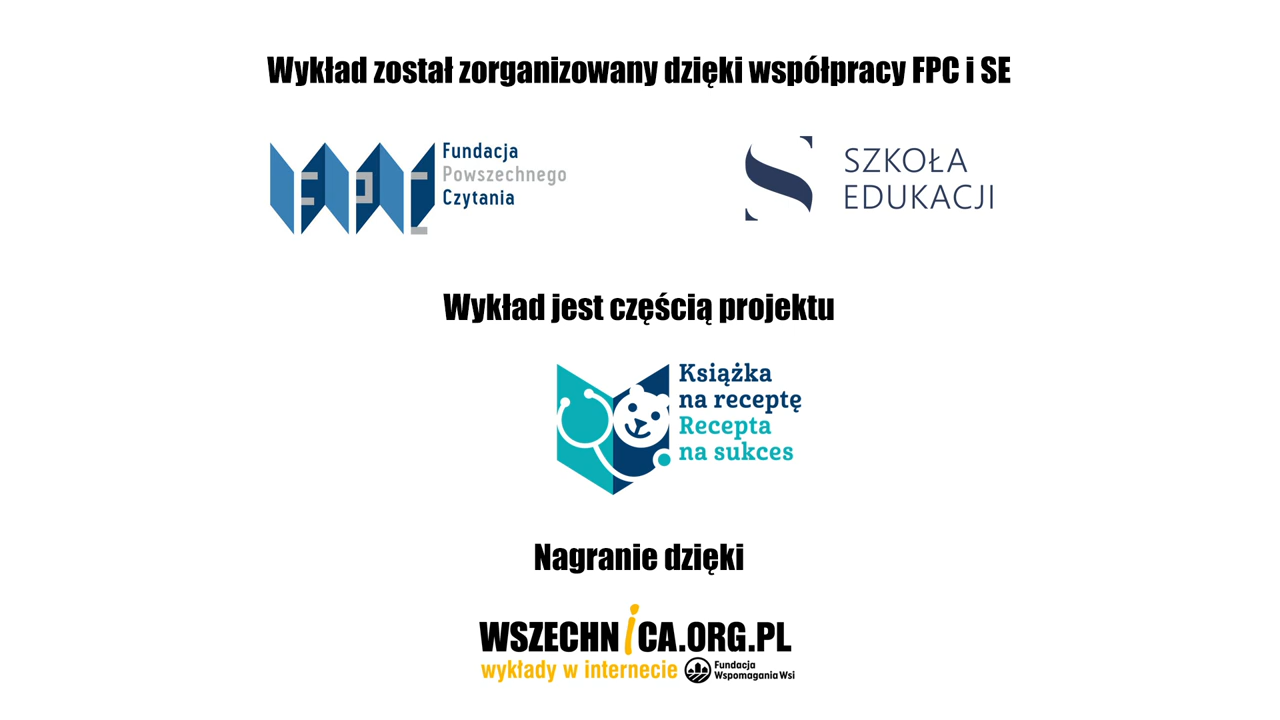 Wykład został zorganizowany dzięki współpracy FPC i SE
FPC
Fundacja
Powszechnego
Czytania
S
SZKOŁA
EDUKACJI
Wykład jest częścią projektu
Książka
na receptę
Recepta
na sukces
Nagranie dzięki
WSZECHNiCA.ORG.PL
wykłady w internecie
Fundacja
Wspomagania Wsi